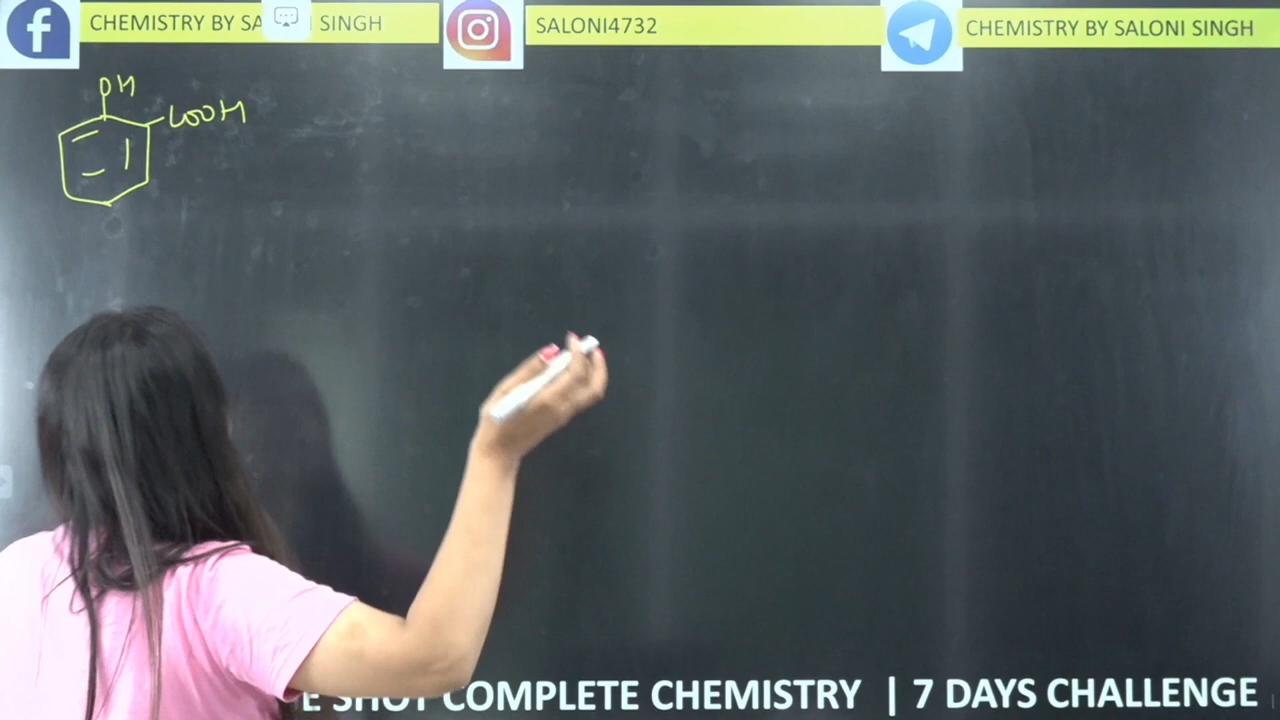 CHEMISTRY BY SA SINGH
SALONI4732
CHEMISTRY BY SALONI SINGH
OH
COOH
E SHOT COMPLETE CHEMISTRY | 7 DAYS CHALLENGE